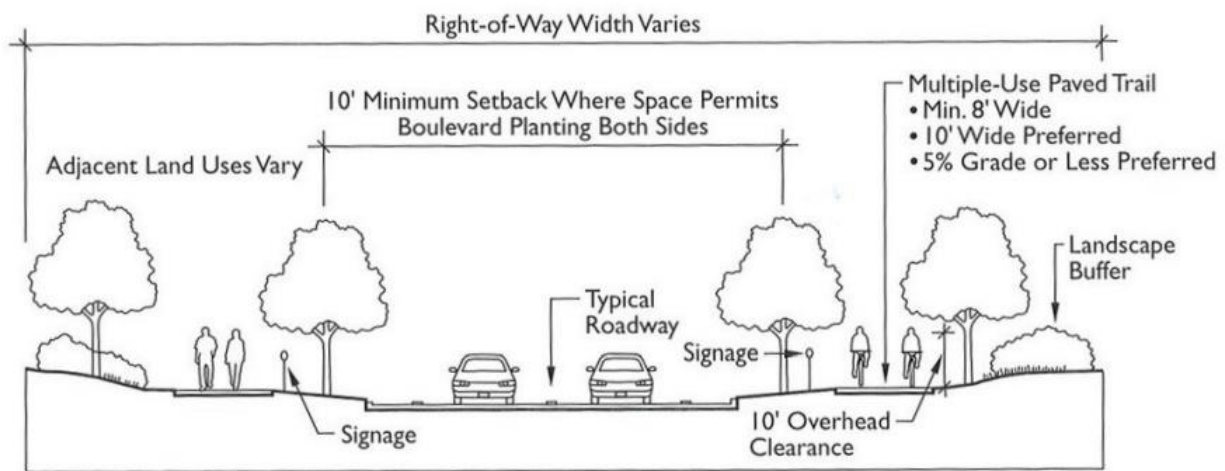 Right-of-Way Width Varies
10' Minimum Setback Where Space Permits
Boulevard Planting Both Sides
Adjacent Land Uses Vary
Multiple-Use Paved Trail
• Min. 8' Wide
• 10' Wide Preferred
• 5% Grade or Less Preferred
Landscape
Buffer
Typical
Roadway
Signage
Signage
10' Overhead
Clearance